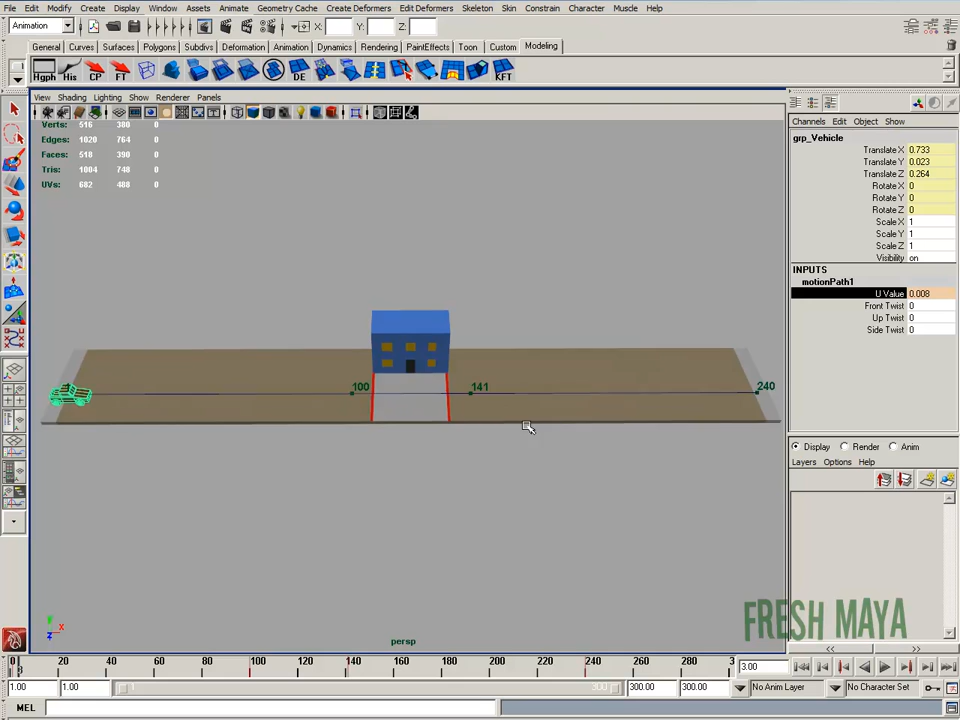 File Edit Modify Create Display Window Assets Animate Geometry Cache Create Deformers Edit Deformers Skeleton Skin Constrain Character Muscle Help
Animation X: Y: Z:
General Curves Surfaces Polygons Subdivs Deformation Animation Dynamics Rendering PaintEffects Toon Custom Modeling
Hgph His CP FT DE KFT
View Shading Lighting Show Renderer Panels
Channels Edit Object Show
Verts: 516 380 0
Edges: 1020 764 0
Faces: 518 390 0
Tris: 1004 748 0
UVs: 682 488 0
grp_Vehicle
Translate X 0.733
Translate Y 0.023
Translate Z 0.264
Rotate X 0
Rotate Y 0
Rotate Z 0
Scale X 1
Scale Y 1
Scale Z 1
Visibility on
INPUTS
motionPath1
U Value 0.008
Front Twist 0
Up Twist 0
Side Twist 0
100 141 240
Display Render Anim
Layers Options Help
FRESH MAYA
persp
0 20 40 60 80 100 120 140 160 180 200 220 240 260 280 3.00
1.00 1.00 1 300 300.00 300.00 No Anim Layer No Character Set
MEL